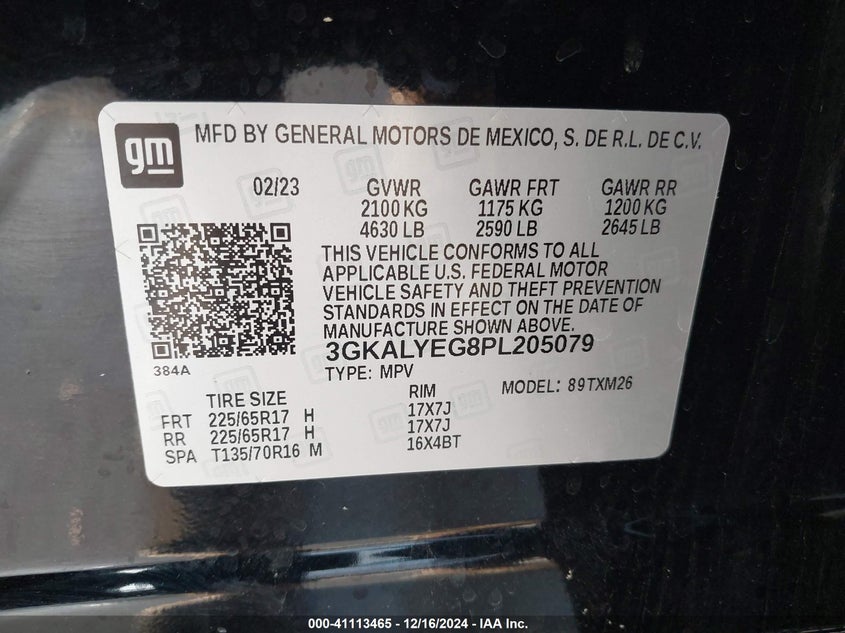 gm MFD BY GENERAL MOTORS DE MEXICO, S. DE R.L. DE C.V.
02/23 GVWR GAWR FRT GAWR RR
2100 KG 1175 KG 1200 KG
4630 LB 2590 LB 2645 LB
THIS VEHICLE CONFORMS TO ALL
APPLICABLE U.S. FEDERAL MOTOR
VEHICLE SAFETY AND THEFT PREVENTION
STANDARDS IN EFFECT ON THE DATE OF
MANUFACTURE SHOWN ABOVE.
3GKALYEG8PL205079
384A
TYPE: MPV MODEL: 89TXM26
TIRE SIZE RIM
FRT 225/65R17 H 17X7J
RR 225/65R17 H 17X7J
SPA T135/70R16 M 16X4BT
000-41113465 - 12/16/2024 - IAA Inc.